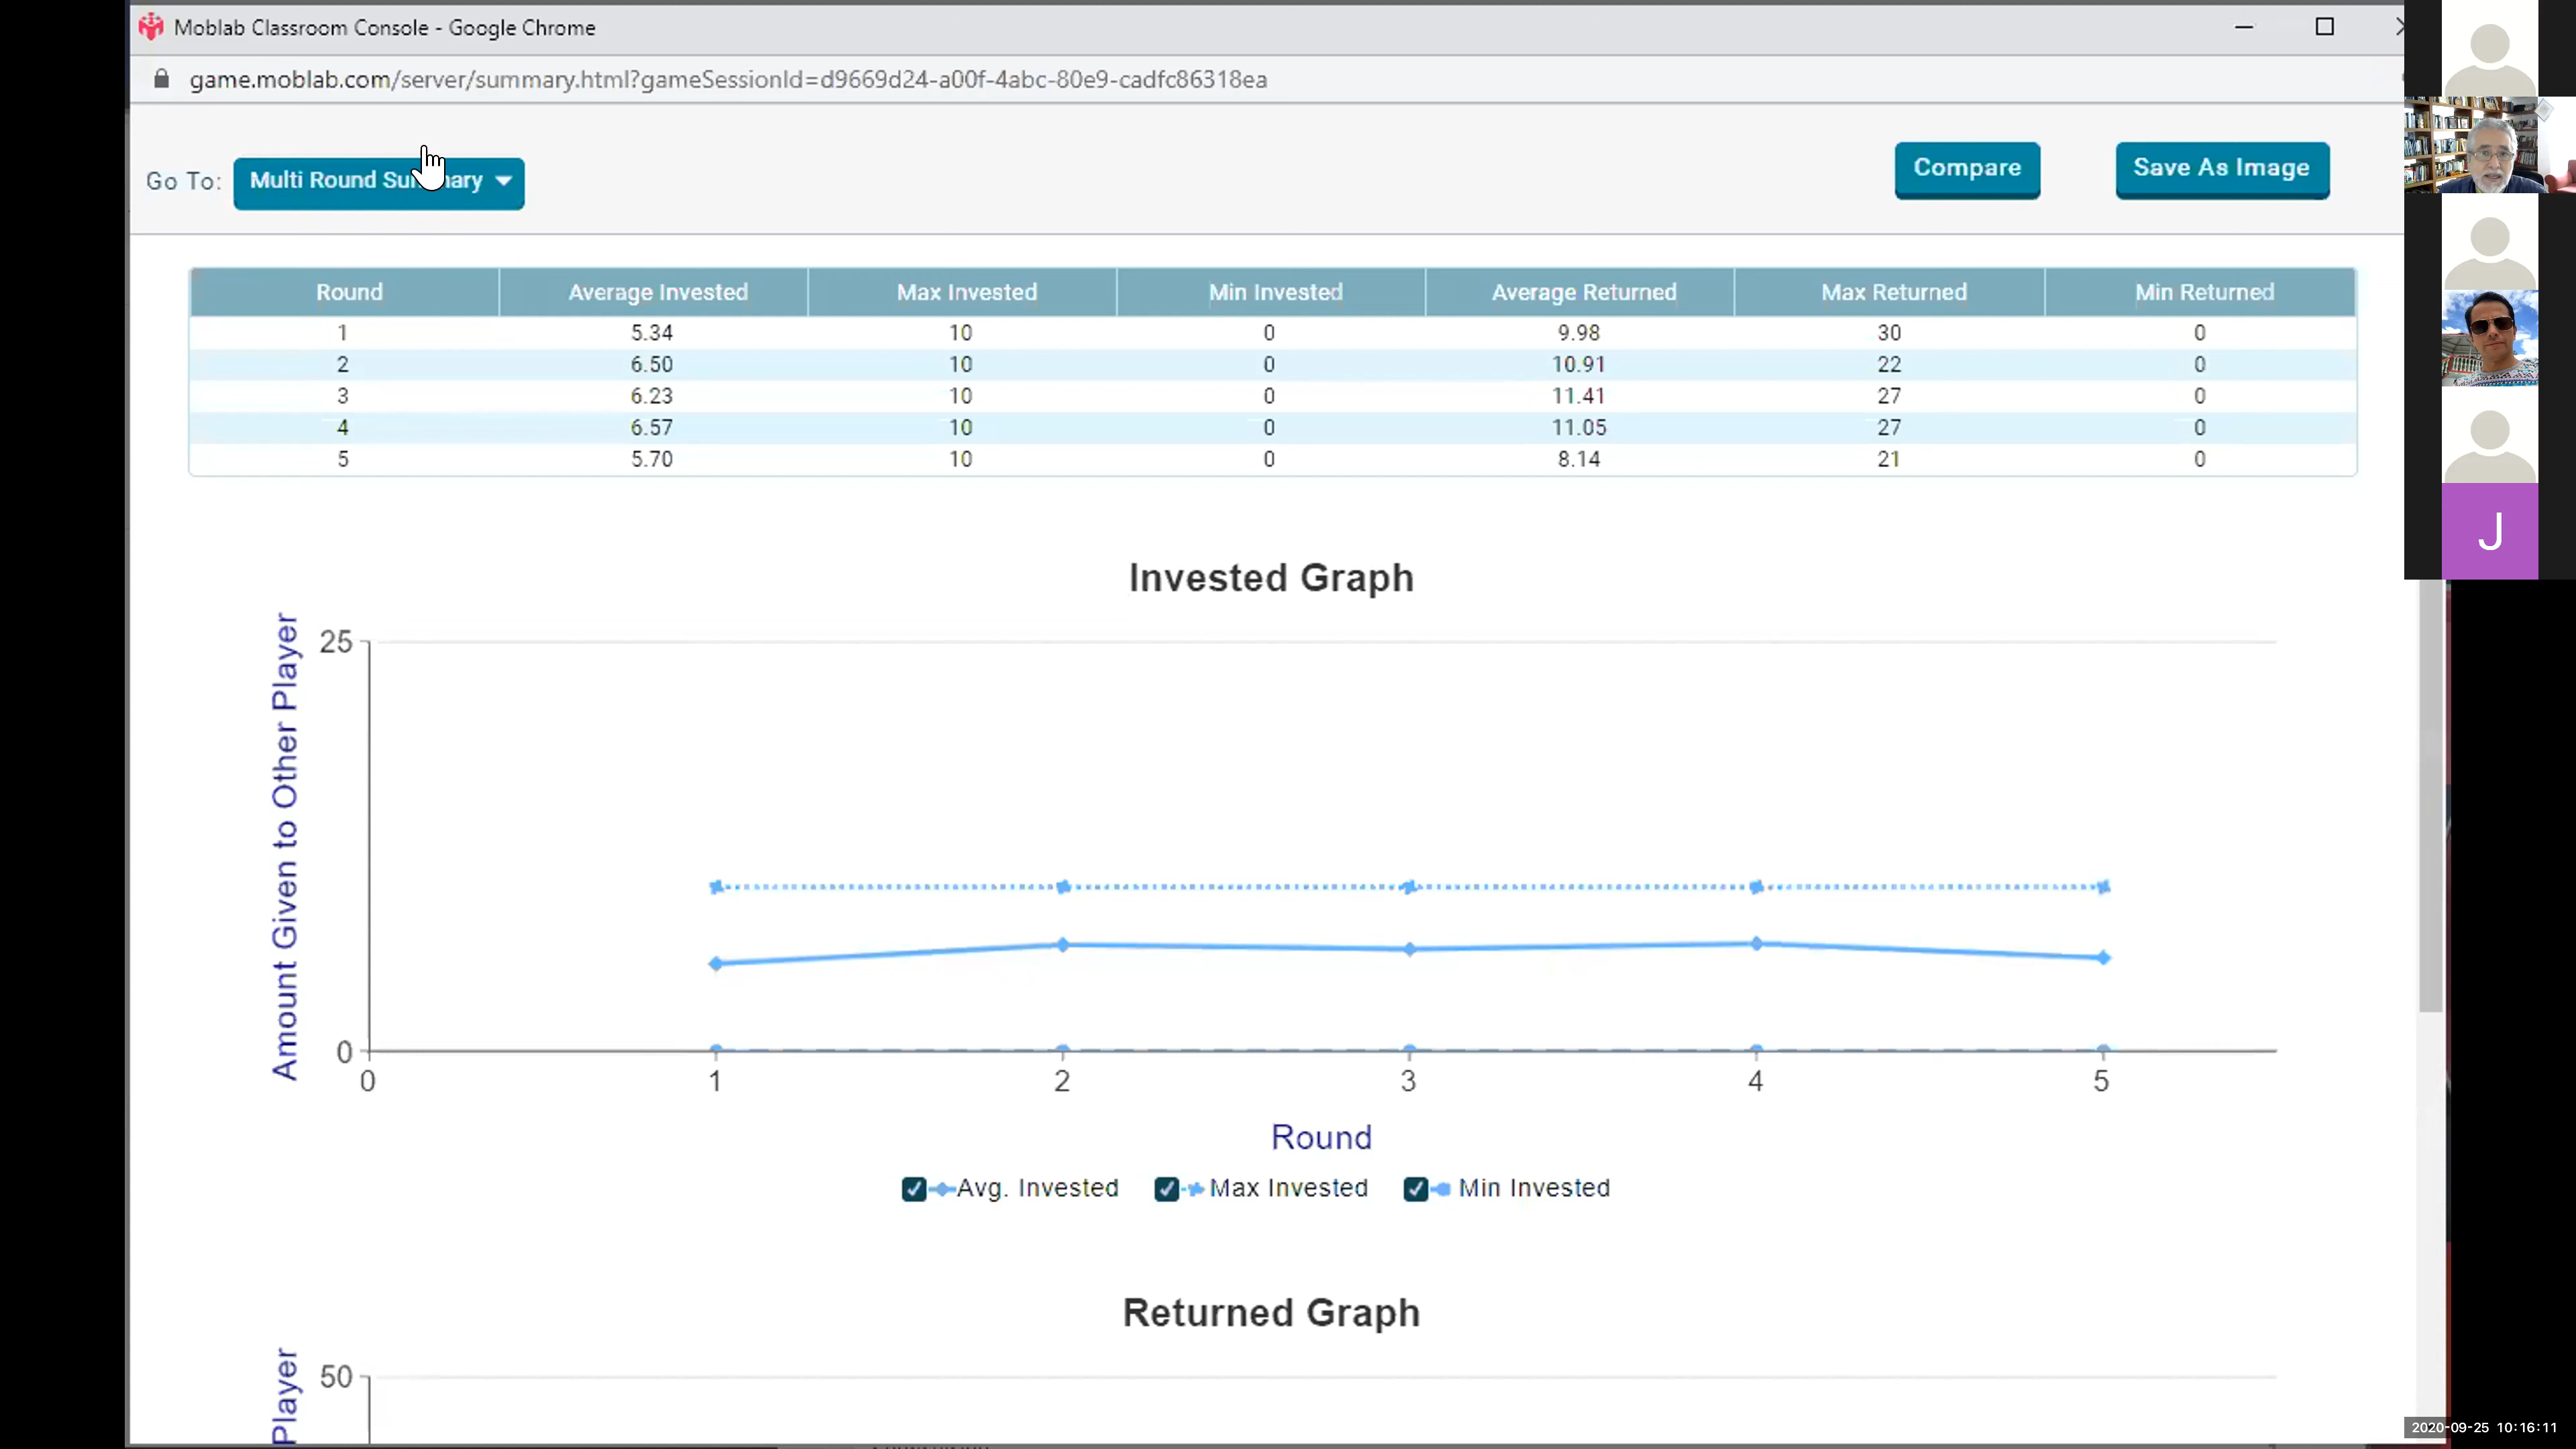 Moblab Classroom Console - Google Chrome
game.moblab.com/server/summary.html?gameSessionId=d9669d24-a00f-4abc-80e9-cadfc86318ea
Go To: Multi Round Summary Compare Save As Image
Round Average Invested Max Invested Min Invested Average Returned Max Returned Min Returned
1 5.34 10 0 9.98 30 0
2 6.50 10 0 10.91 22 0
3 6.23 10 0 11.41 27 0
4 6.57 10 0 11.05 27 0
5 5.70 10 0 8.14 21 0
J
Invested Graph
Amount Given to Other Player
25
0
0 1 2 3 4 5
Round
Avg. Invested Max Invested Min Invested
Returned Graph
Player
50
2020-09-25 10:16:11